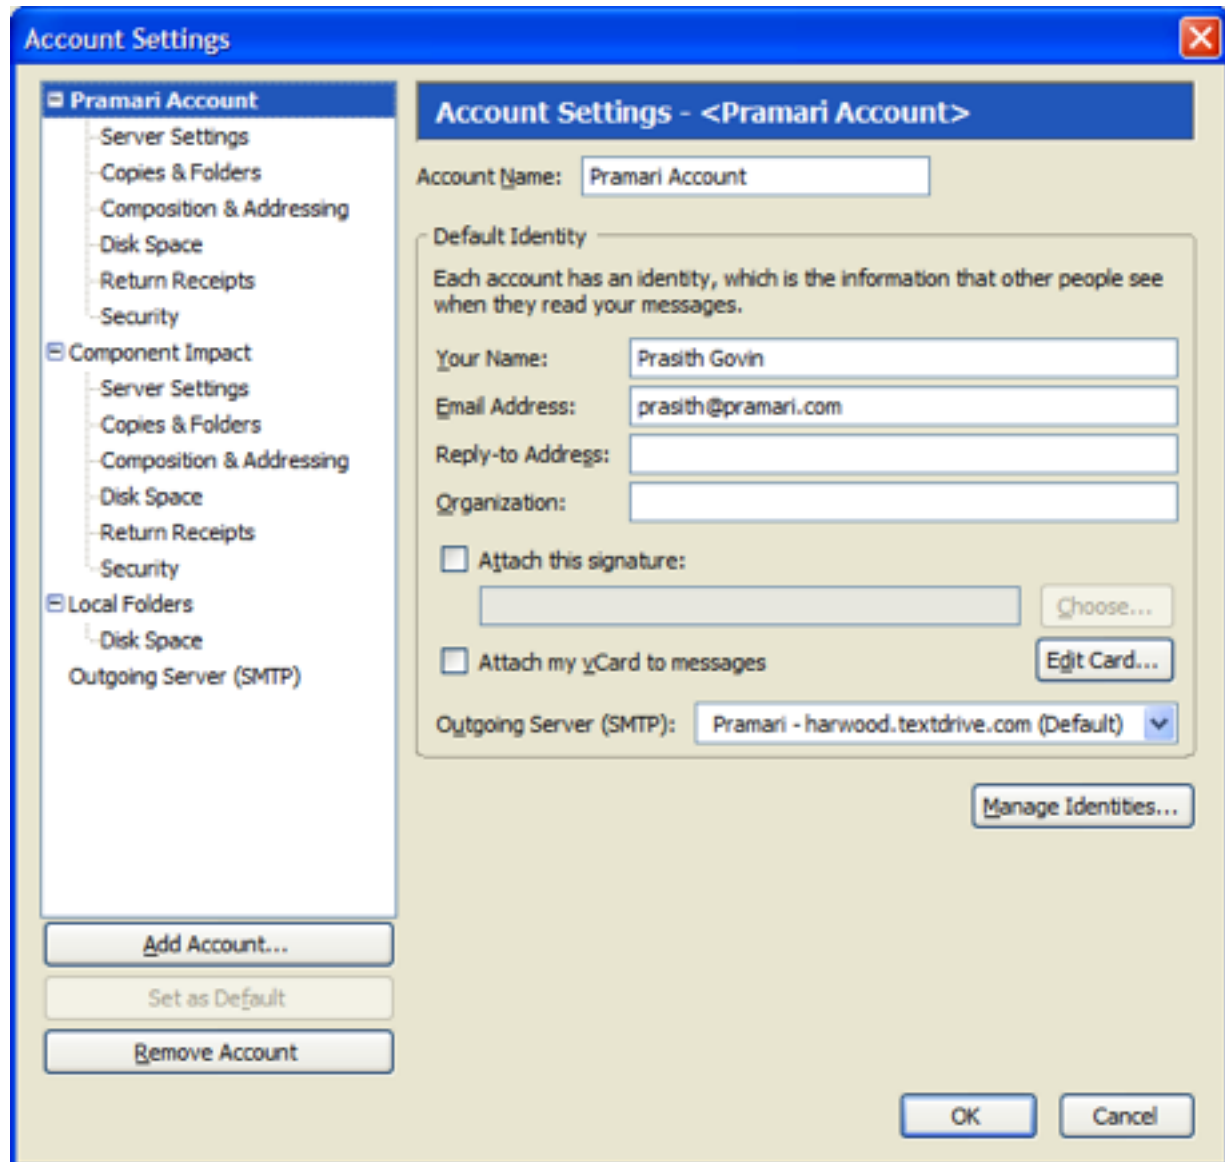 Account Settings
Pramari Account
Server Settings
Copies & Folders
Composition & Addressing
Disk Space
Return Receipts
Security
Component Impact
Server Settings
Copies & Folders
Composition & Addressing
Disk Space
Return Receipts
Security
Local Folders
Disk Space
Outgoing Server (SMTP)
Add Account...
Set as Default
Remove Account
Account Settings - <Pramari Account>
Account Name: Pramari Account
Default Identity
Each account has an identity, which is the information that other people see
when they read your messages.
Your Name: Prasith Govin
Email Address: prasith@pramari.com
Reply-to Address:
Organization:
Attach this signature:
Choose...
Attach my vCard to messages Edit Card...
Outgoing Server (SMTP): Pramari - harwood.textdrive.com (Default)
Manage Identities...
OK Cancel